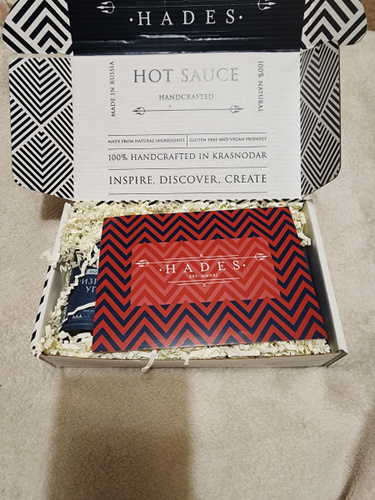 · HADES ·
MADE IN RUSSIA
HOT SAUCE
100% NATURAL
HANDCRAFTED
MADE FROM NATURAL INGREDIENTS | GLUTEN FREE AND VEGAN FRIENDLY
100% HANDCRAFTED IN KRASNODAR
INSPIRE, DISCOVER, CREATE
· HADES ·